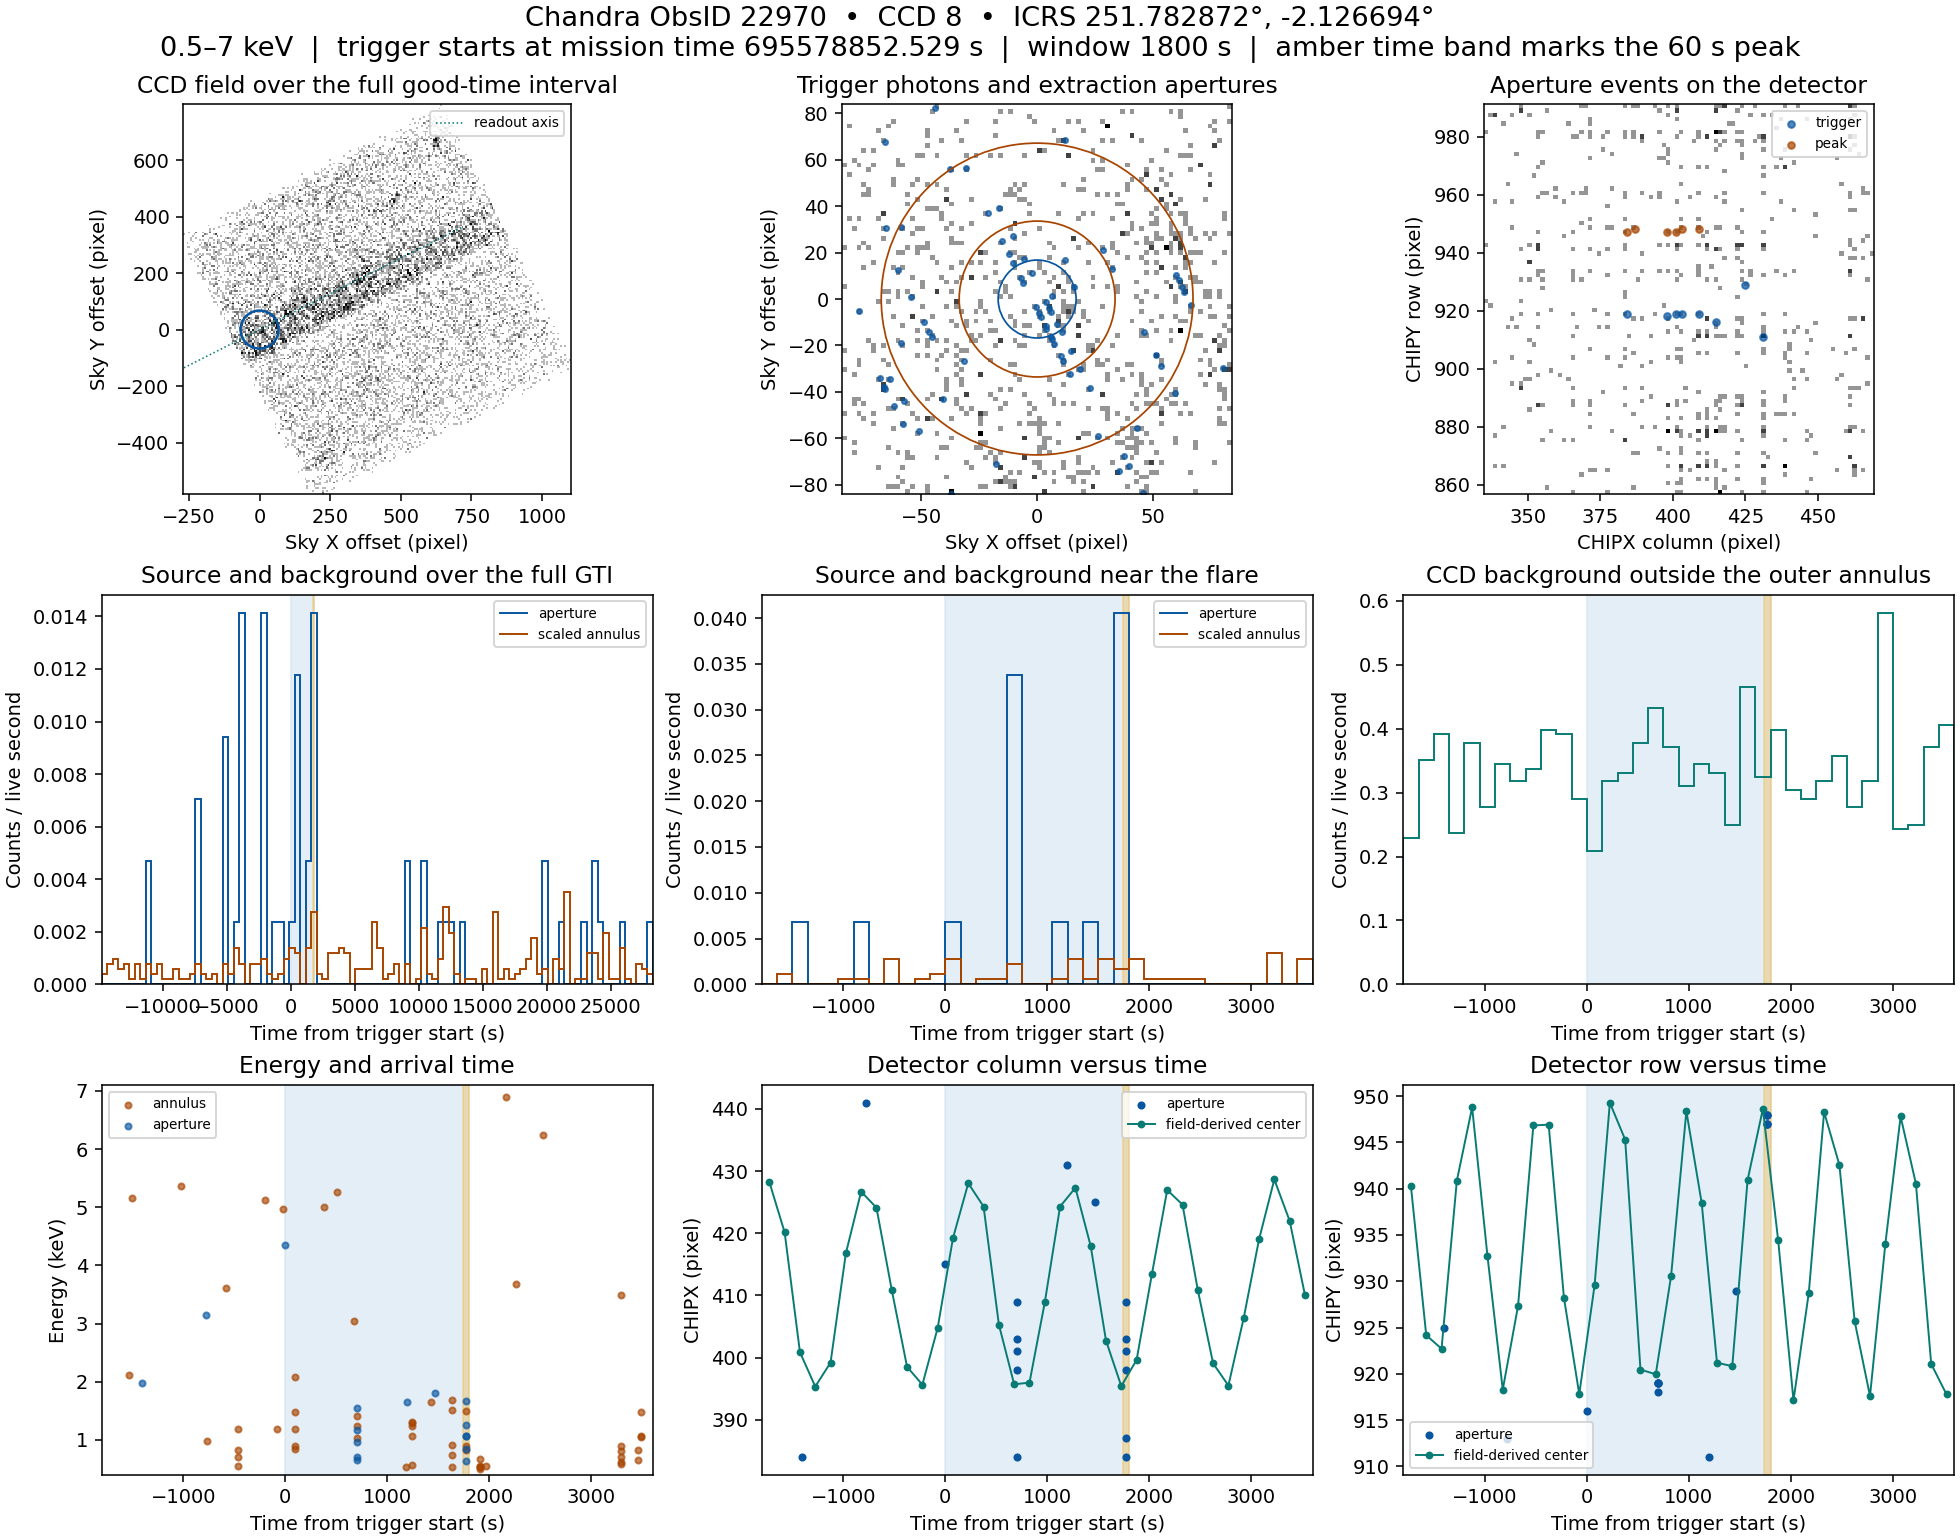 Chandra ObsID 22970 • CCD 8 • ICRS 251.782872°, -2.126694°
0.5–7 keV | trigger starts at mission time 695578852.529 s | window 1800 s | amber time band marks the 60 s peak
CCD field over the full good-time interval
readout axis
Sky Y offset (pixel)
600
400
200
0
−200
−400
−250 0 250 500 750 1000
Sky X offset (pixel)
Trigger photons and extraction apertures
Sky Y offset (pixel)
80
60
40
20
0
−20
−40
−60
−80
−50 0 50
Sky X offset (pixel)
Aperture events on the detector
trigger
peak
CHIPY row (pixel)
980
960
940
920
900
880
860
350 375 400 425 450
CHIPX column (pixel)
Source and background over the full GTI
aperture
scaled annulus
Counts / live second
0.014
0.012
0.010
0.008
0.006
0.004
0.002
0.000
−10000 −5000 0 5000 10000 15000 20000 25000
Time from trigger start (s)
Source and background near the flare
aperture
scaled annulus
Counts / live second
0.040
0.035
0.030
0.025
0.020
0.015
0.010
0.005
0.000
−1000 0 1000 2000 3000
Time from trigger start (s)
CCD background outside the outer annulus
Counts / live second
0.6
0.5
0.4
0.3
0.2
0.1
0.0
−1000 0 1000 2000 3000
Time from trigger start (s)
Energy and arrival time
annulus
aperture
Energy (keV)
7
6
5
4
3
2
1
−1000 0 1000 2000 3000
Time from trigger start (s)
Detector column versus time
aperture
field-derived center
CHIPX (pixel)
440
430
420
410
400
390
−1000 0 1000 2000 3000
Time from trigger start (s)
Detector row versus time
CHIPY (pixel)
950
945
940
935
930
925
920
915
910
aperture
field-derived center
−1000 0 1000 2000 3000
Time from trigger start (s)